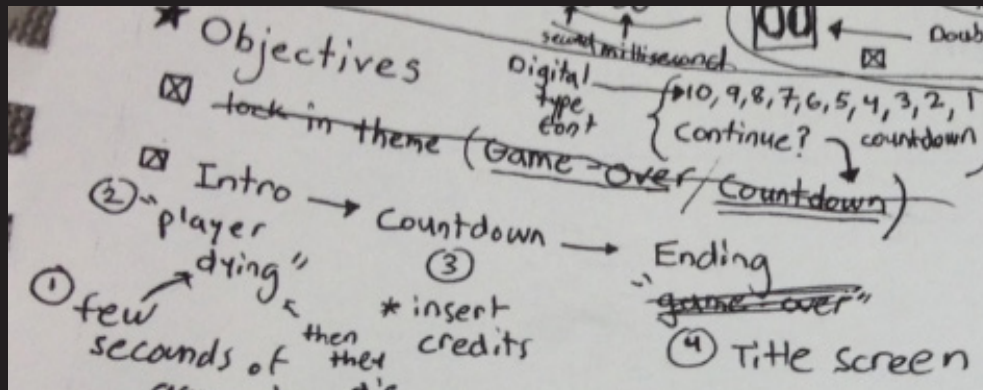 ★ Objectives
second millisecond
00 ← Doub
Digital type font → 10, 9, 8, 7, 6, 5, 4, 3, 2, 1
Continue? countdown
lock in theme (Game-Over / Countdown)
Intro → Countdown → Ending
② "player dying"
③
"game-over"
① few seconds of
then they
* insert credits
④ Title screen